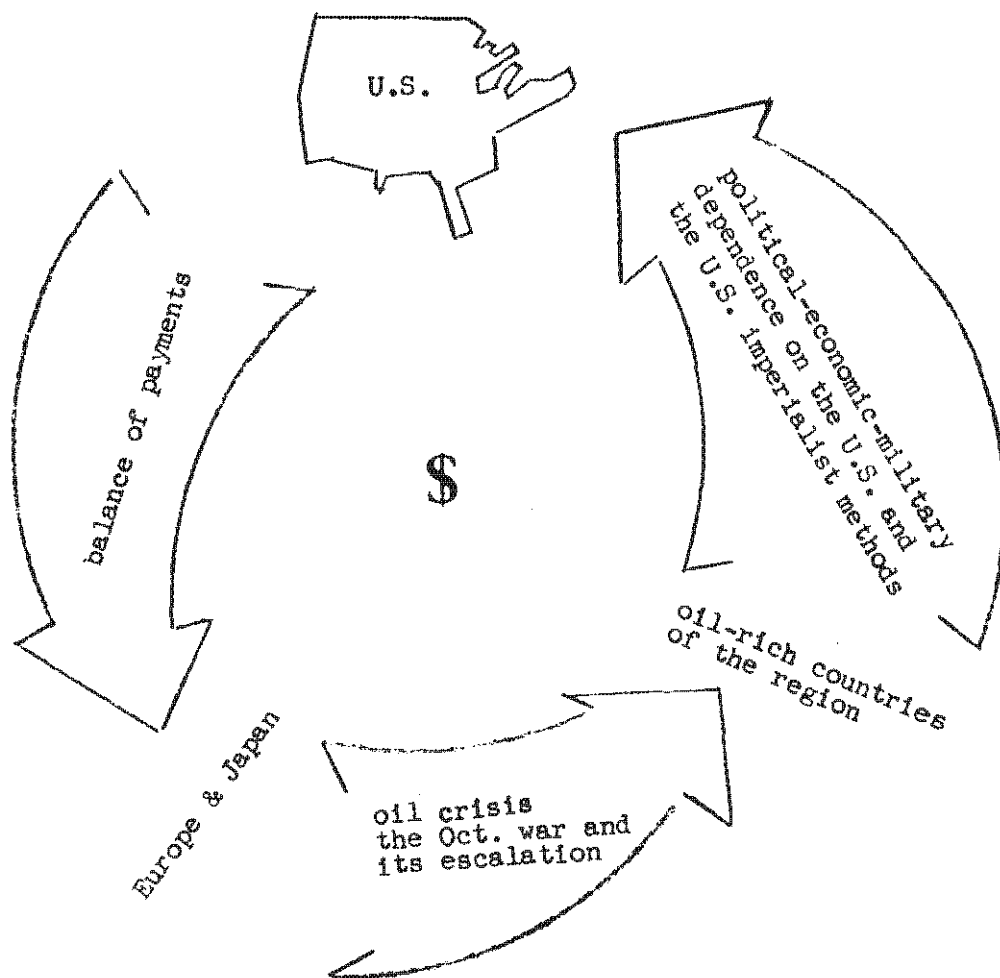 U.S.
political-economic-military
dependence on the U.S. and
the U.S. imperialist methods
balance of payments
$
oil-rich countries
of the region
Europe & Japan
oil crisis
the Oct. war and
its escalation